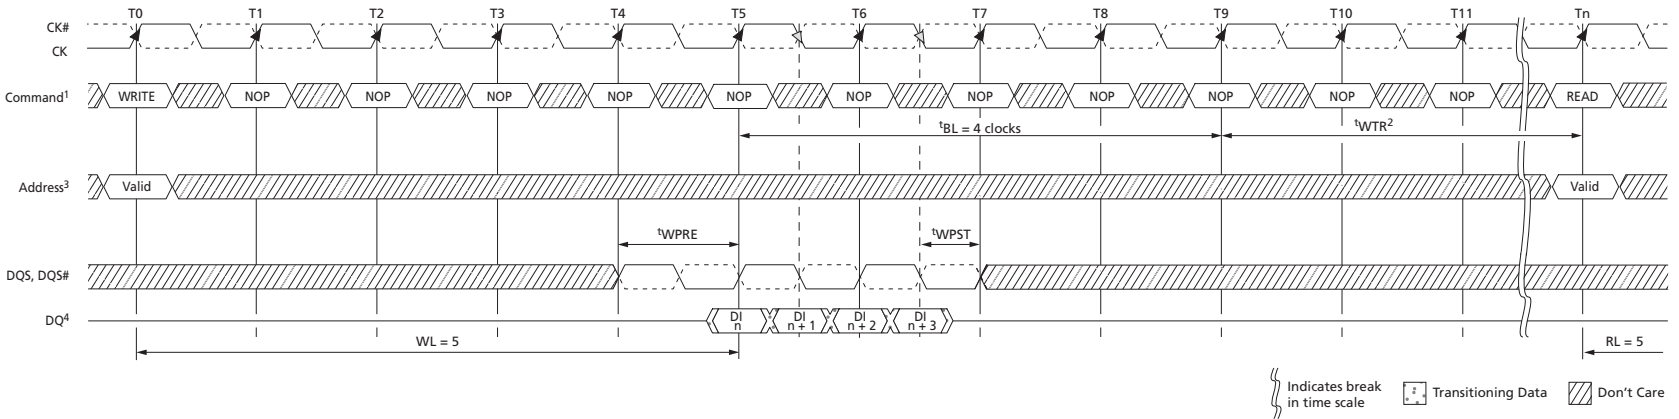 T0 T1 T2 T3 T4 T5 T6 T7 T8 T9 T10 T11 Tn
CK#
CK
Command¹ WRITE NOP NOP NOP NOP NOP NOP NOP NOP NOP NOP NOP READ
ᵗBL = 4 clocks ᵗWTR²
Address³ Valid Valid
ᵗWPRE ᵗWPST
DQS, DQS#
DQ⁴ DI n DI n + 1 DI n + 2 DI n + 3
WL = 5 RL = 5
Indicates break
in time scale
Transitioning Data
Don't Care